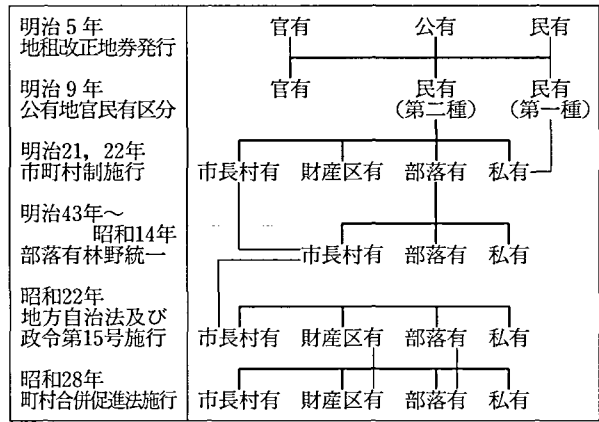 明治5年
地租改正地券発行
官有 公有 民有
明治9年
公有地官民有区分
官有 民有 民有
(第二種) (第一種)
明治21, 22年
市町村制施行
市長村有 財産区有 部落有 私有
明治43年〜
昭和14年
部落有林野統一
市長村有 部落有 私有
昭和22年
地方自治法及び
政令第15号施行
市長村有 財産区有 部落有 私有
昭和28年
町村合併促進法施行
市長村有 財産区有 部落有 私有